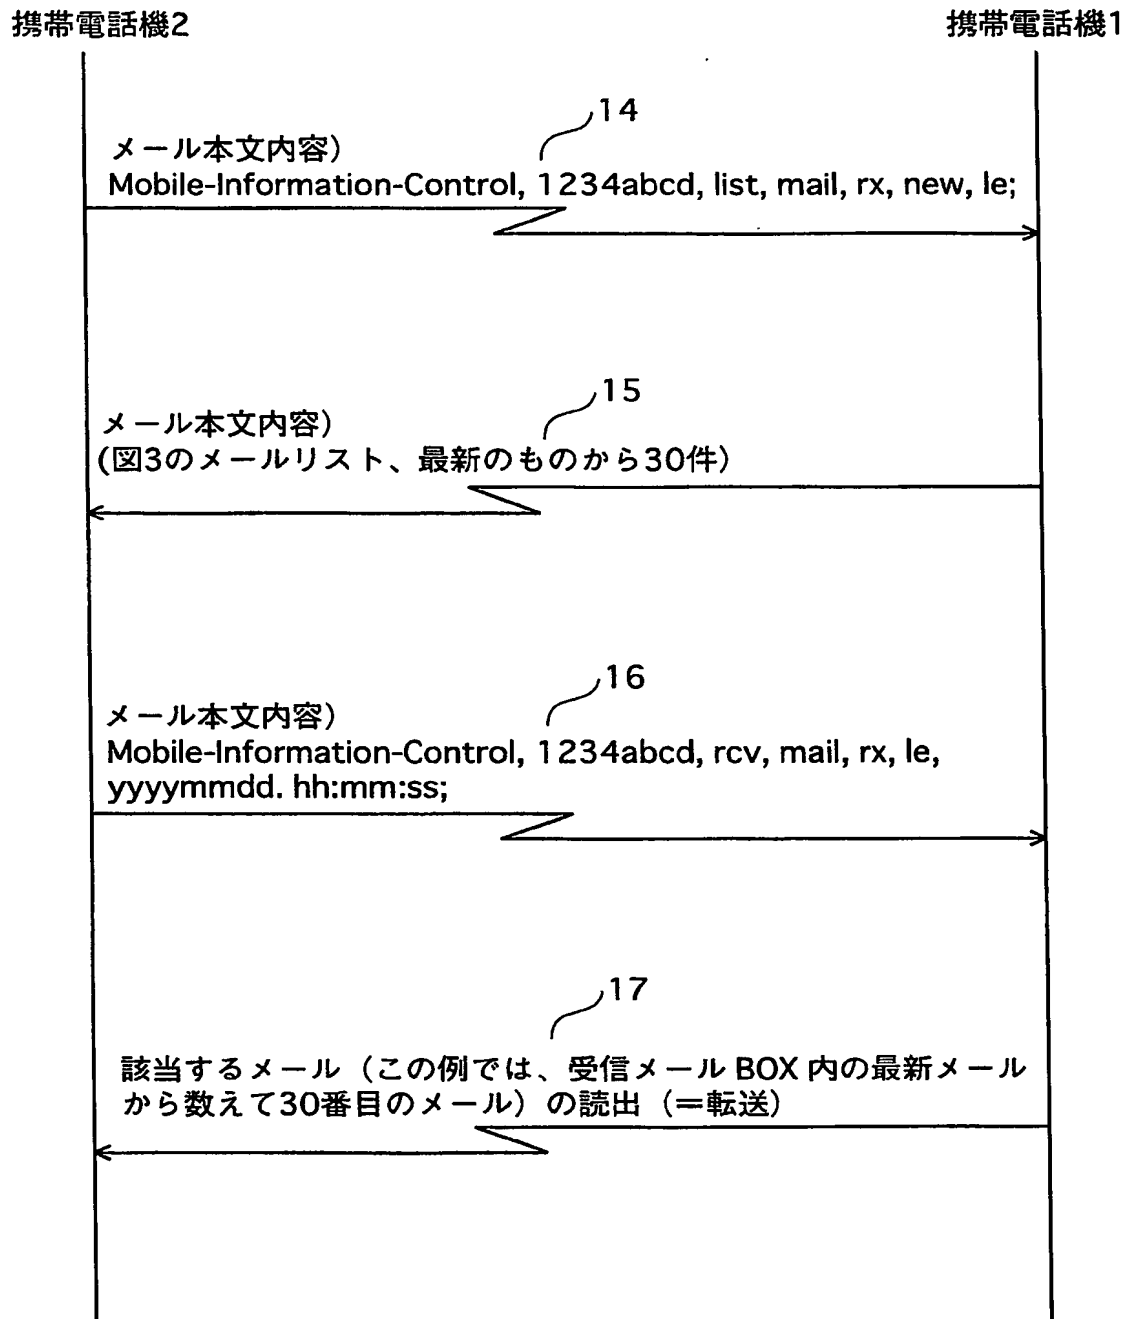 携帯電話機2
携帯電話機1
14
メール本文内容)
Mobile-Information-Control, 1234abcd, list, mail, rx, new, le;
15
メール本文内容)
(図3のメールリスト、最新のものから30件)
16
メール本文内容)
Mobile-Information-Control, 1234abcd, rcv, mail, rx, le,
yyyymmdd. hh:mm:ss;
17
該当するメール(この例では、受信メール BOX 内の最新メール
から数えて30番目のメール)の読出(=転送)